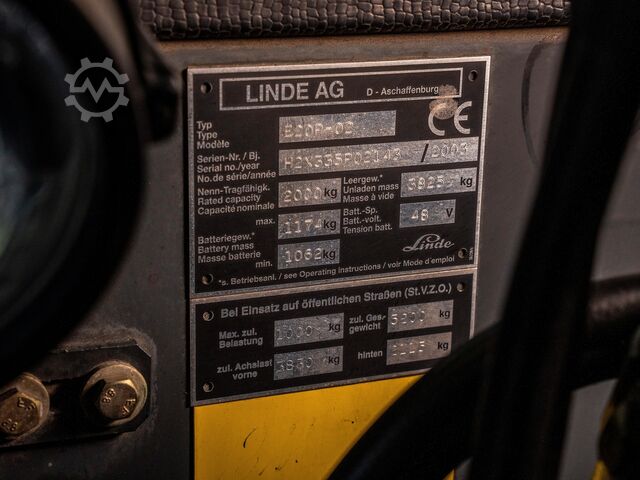 LINDE AG D - Aschaffenburg
CE
Typ
Type
Modèle
E20P-02
Serien-Nr. / Bj.
Serial no./year
No.de série/année
H2X335P02143 / 2003
Nenn-Tragfähigk.
Rated capacity
Capacité nominale
2000 kg
Leergew.*
Unladen mass
Masse à vide
3825 kg
Batteriegew.*
Battery mass
Masse batterie
max. 1174 kg
min. 1062 kg
Batt.-Sp.
Batt.-volt.
Tension batt.
48 V
Linde
*s. Betriebsanl. / see Operating instructions / voir Mode d'emploi
Bei Einsatz auf öffentlichen Straßen (St.V.Z.O.)
Max. zul.
Belastung
kg
zul. Ges-
gewicht
kg
zul. Achslast
vorne
kg
hinten
kg